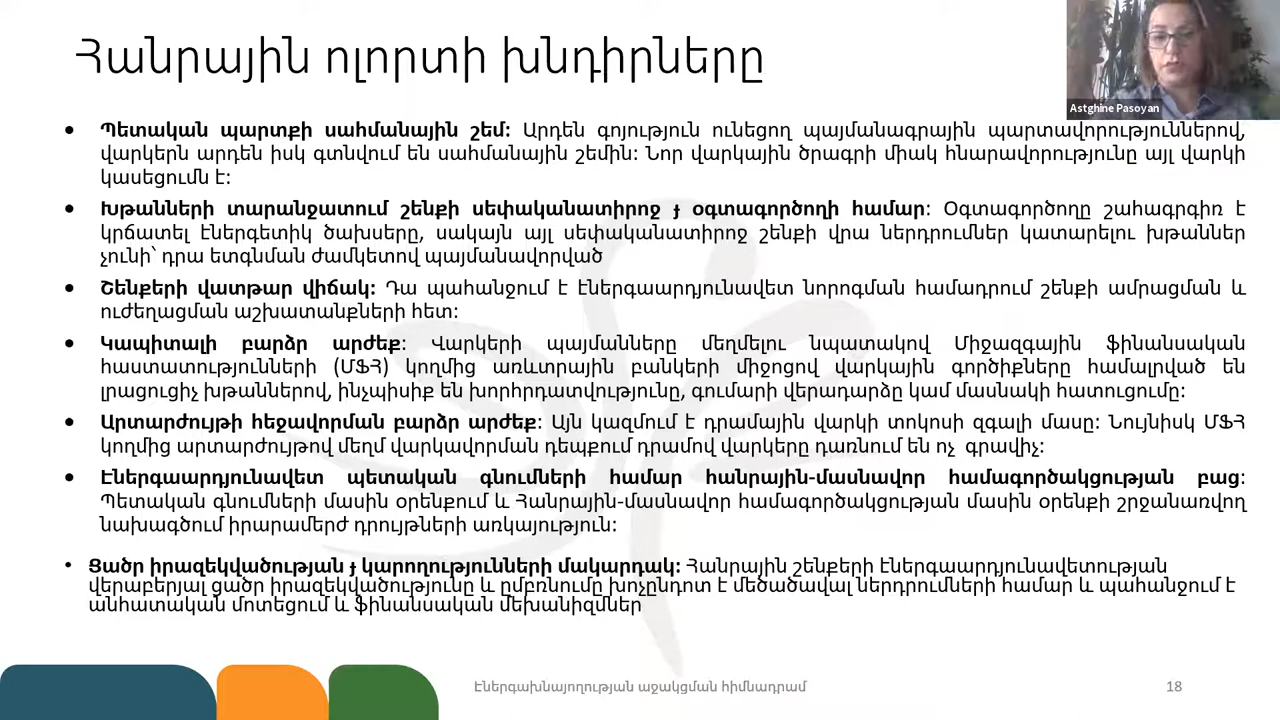 Հանրային ոլորտի խնդիրները
Astghine Pasoyan
• Պետական պարտքի սահմանային շեմ: Արդեն գոյություն ունեցող պայմանագրային պարտավորություններով,
վարկերն արդեն իսկ գտնվում են սահմանային շեմին: Նոր վարկային ծրագրի միակ հնարավորությունը այլ վարկի
կասեցումն է:
• Խթանների տարանջատում շենքի սեփականատիրոջ ɟ օգտագործողի համար: Օգտագործողը շահագրգիռ է
կրճատել էներգետիկ ծախսերը, սակայն այլ սեփականատիրոջ շենքի վրա ներդրումներ կատարելու խթաններ
չունի՝ դրա ետգնման ժամկետով պայմանավորված
• Շենքերի վատթար վիճակ: Դա պահանջում է էներգաարդյունավետ նորոգման համադրում շենքի ամրացման և
ուժեղացման աշխատանքների հետ:
• Կապիտալի բարձր արժեք: Վարկերի պայմանները մեղմելու նպատակով Միջազգային ֆինանսական
հաստատությունների (ՄՖՀ) կողմից առևտրային բանկերի միջոցով վարկային գործիքները համալրված են
լրացուցիչ խթաններով, ինչպիսիք են խորհրդատվությունը, գումարի վերադարձը կամ մասնակի հատուցումը:
• Արտարժույթի հեջավորման բարձր արժեք: Այն կազմում է դրամային վարկի տոկոսի զգալի մասը: Նույնիսկ ՄՖՀ
կողմից արտարժույթով մեղմ վարկավորման դեպքում դրամով վարկերը դառնում են ոչ գրավիչ:
• Էներգաարդյունավետ պետական գնումների համար հանրային-մասնավոր համագործակցության բաց:
Պետական գնումների մասին օրենքում և Հանրային-մասնավոր համագործակցության մասին օրենքի շրջանառվող
նախագծում իրարամերժ դրույթների առկայություն:
• Ցածր իրազեկվածության ɟ կարողությունների մակարդակ: Հանրային շենքերի էներգաարդյունավետության
վերաբերյալ ցածր իրազեկվածությունը և ըմբռնումը խոչընդոտ է մեծածավալ ներդրումների համար և պահանջում է
անհատական մոտեցում և ֆինանսական մեխանիզմներ
Էներգախնայողության աջակցման հիմնադրամ
18